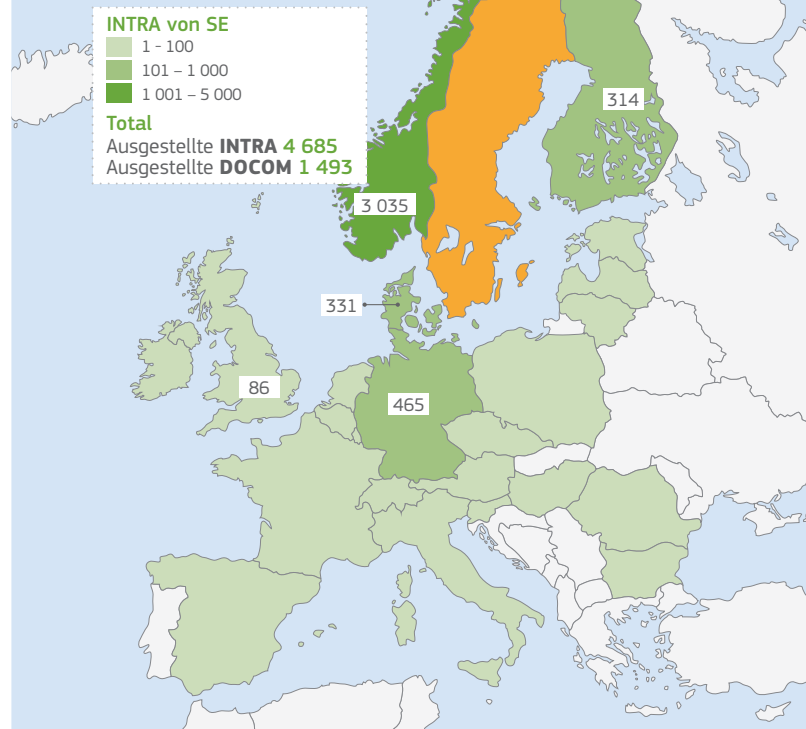 INTRA von SE
1 - 100
101 – 1 000
1 001 – 5 000
Total
Ausgestellte INTRA 4 685
Ausgestellte DOCOM 1 493
314
3 035
331
86
465